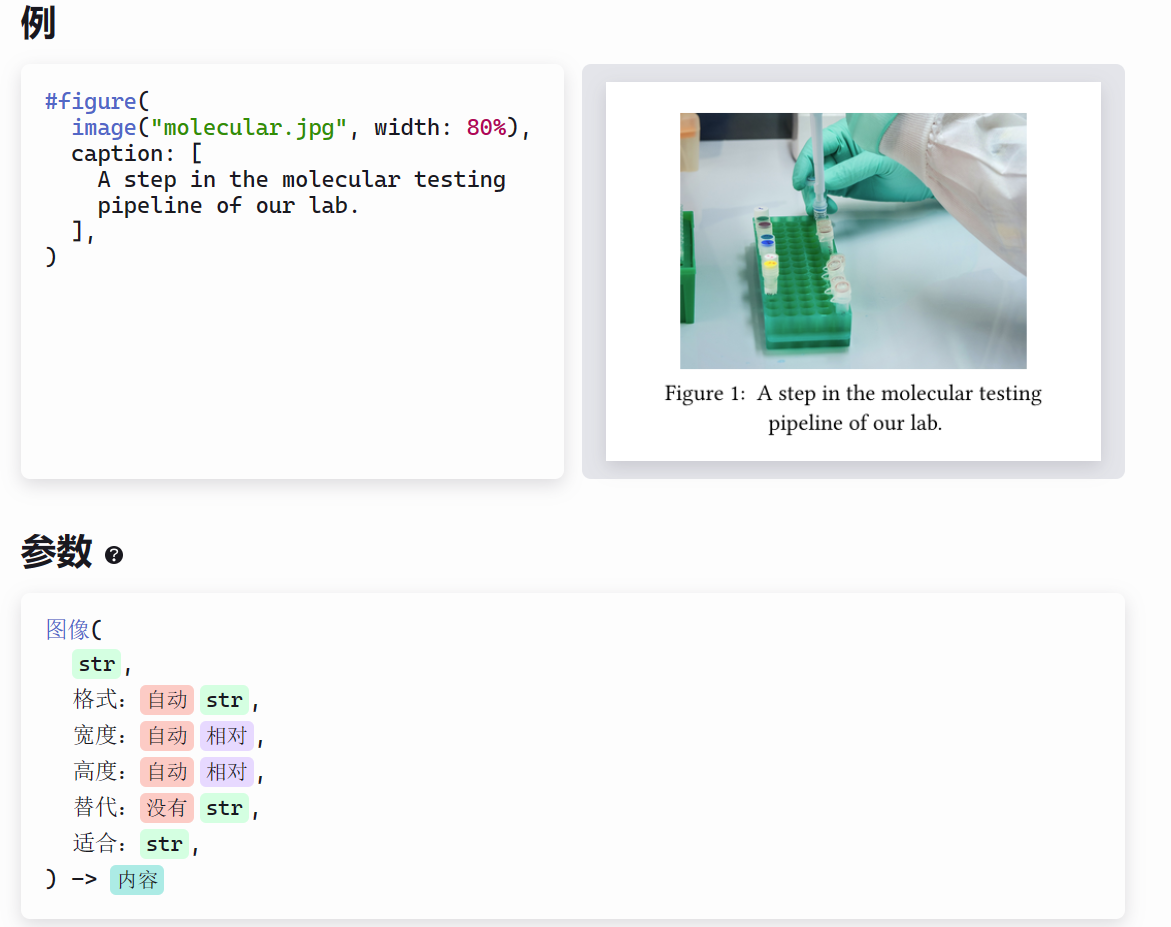 例
#figure(
image("molecular.jpg", width: 80%),
caption: [
A step in the molecular testing
pipeline of our lab.
],
)
Figure 1: A step in the molecular testing
pipeline of our lab.
参数 ?
图像(
str,
格式: 自动 str,
宽度: 自动 相对,
高度: 自动 相对,
替代: 没有 str,
适合: str,
) -> 内容